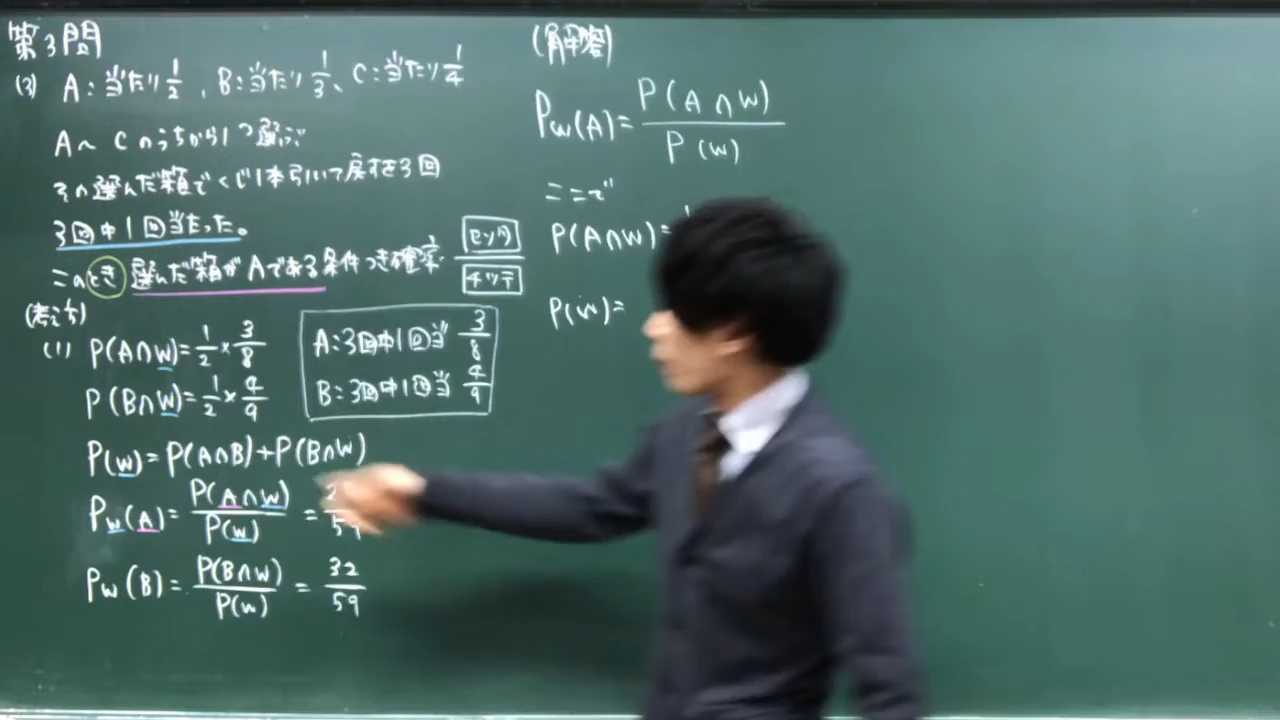 第3問
(3) A:当たり1/2, B:当たり1/3、C:当たり1/4
A~Cのうちから1つ選ぶ
その選んだ箱でくじ1本引いて戻すを3回
3回中1回当たった。
このとき選んだ箱がAである条件つき確率、セソタ/チツテ
(考え方)
(1) P(A∩W)=1/2×3/8
P(B∩W)=1/2×4/9
A:3回中1回当 3/8
B:3回中1回当 4/9
P(W)=P(A∩B)+P(B∩W)
Pw(A)=P(A∩W)/P(W)=
Pw(B)=P(B∩W)/P(W)=32/59
(解答)
Pw(A)=P(A∩W)/P(W)
ここで
P(A∩W)=
P(W)=